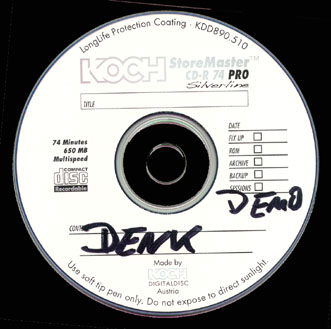 LongLife Protection Coating - KDD890.510
KOCH StoreMaster™
CD-R 74 PRO
Silverline
TITLE
DATE
FIX UP
ROM
ARCHIVE
BACKUP
SESSIONS
74 Minutes
650 MB
Multispeed
COMPACT
disc
Recordable
DEMO
CONT
DENK
Made by
KOCH
DIGITALDISC
Austria
Use soft tip pen only. Do not expose to direct sunlight.